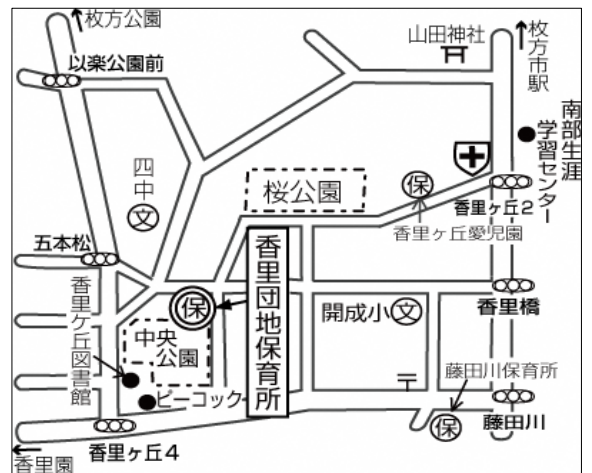 枚方公園
山田神社
枚方市駅
以楽公園前
南部生涯
学習センター
四中
文
桜公園
保
香里ヶ丘2
香里ヶ丘愛児園
五本松
香里団地保育所
保
香里ケ丘図書館
中央
公園
開成小
文
香里橋
〒
藤田川保育所
ピーコック
保
藤田川
香里ヶ丘4
香里園